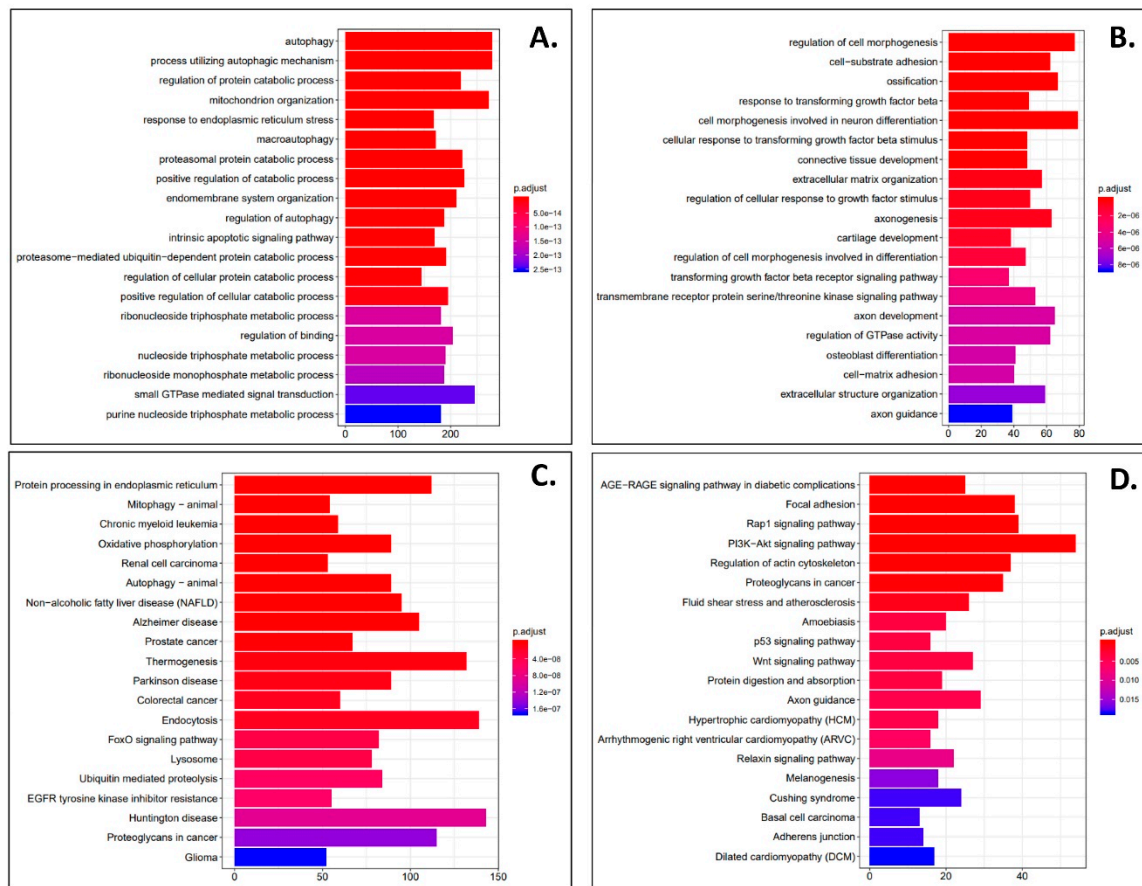 A.
autophagy
process utilizing autophagic mechanism
regulation of protein catabolic process
mitochondrion organization
response to endoplasmic reticulum stress
macroautophagy
proteasomal protein catabolic process
positive regulation of catabolic process
endomembrane system organization
regulation of autophagy
intrinsic apoptotic signaling pathway
proteasome−mediated ubiquitin−dependent protein catabolic process
regulation of cellular protein catabolic process
positive regulation of cellular catabolic process
ribonucleoside triphosphate metabolic process
regulation of binding
nucleoside triphosphate metabolic process
ribonucleoside monophosphate metabolic process
small GTPase mediated signal transduction
purine nucleoside triphosphate metabolic process
0 100 200
p.adjust
5.0e−14
1.0e−13
1.5e−13
2.0e−13
2.5e−13
B.
regulation of cell morphogenesis
cell−substrate adhesion
ossification
response to transforming growth factor beta
cell morphogenesis involved in neuron differentiation
cellular response to transforming growth factor beta stimulus
connective tissue development
extracellular matrix organization
regulation of cellular response to growth factor stimulus
axonogenesis
cartilage development
regulation of cell morphogenesis involved in differentiation
transforming growth factor beta receptor signaling pathway
transmembrane receptor protein serine/threonine kinase signaling pathway
axon development
regulation of GTPase activity
osteoblast differentiation
cell−matrix adhesion
extracellular structure organization
axon guidance
0 20 40 60 80
p.adjust
2e−06
4e−06
6e−06
8e−06
C.
Protein processing in endoplasmic reticulum
Mitophagy − animal
Chronic myeloid leukemia
Oxidative phosphorylation
Renal cell carcinoma
Autophagy − animal
Non−alcoholic fatty liver disease (NAFLD)
Alzheimer disease
Prostate cancer
Thermogenesis
Parkinson disease
Colorectal cancer
Endocytosis
FoxO signaling pathway
Lysosome
Ubiquitin mediated proteolysis
EGFR tyrosine kinase inhibitor resistance
Huntington disease
Proteoglycans in cancer
Glioma
0 50 100 150
p.adjust
4.0e−08
8.0e−08
1.2e−07
1.6e−07
D.
AGE−RAGE signaling pathway in diabetic complications
Focal adhesion
Rap1 signaling pathway
PI3K−Akt signaling pathway
Regulation of actin cytoskeleton
Proteoglycans in cancer
Fluid shear stress and atherosclerosis
Amoebiasis
p53 signaling pathway
Wnt signaling pathway
Protein digestion and absorption
Axon guidance
Hypertrophic cardiomyopathy (HCM)
Arrhythmogenic right ventricular cardiomyopathy (ARVC)
Relaxin signaling pathway
Melanogenesis
Cushing syndrome
Basal cell carcinoma
Adherens junction
Dilated cardiomyopathy (DCM)
0 20 40
p.adjust
0.005
0.010
0.015